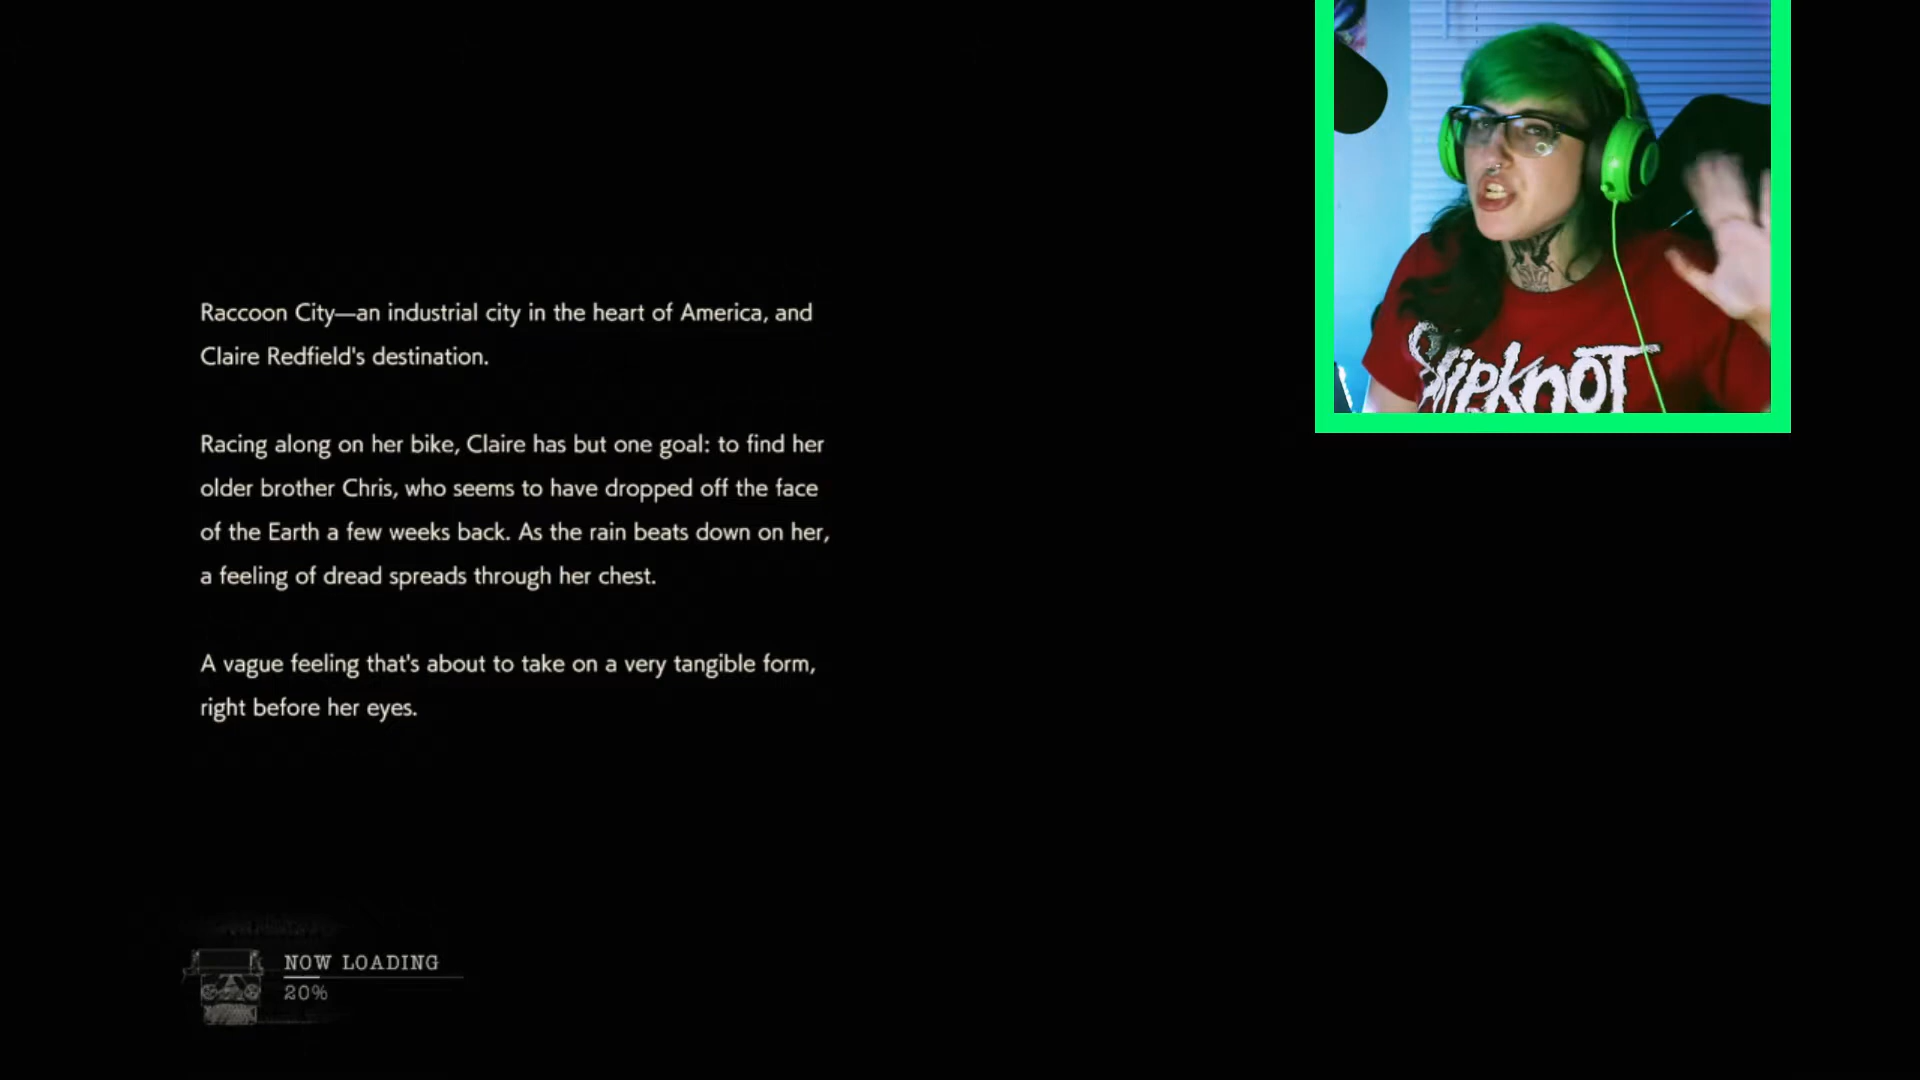 Raccoon City—an industrial city in the heart of America, and
Claire Redfield's destination.
Racing along on her bike, Claire has but one goal: to find her
older brother Chris, who seems to have dropped off the face
of the Earth a few weeks back. As the rain beats down on her,
a feeling of dread spreads through her chest.
A vague feeling that's about to take on a very tangible form,
right before her eyes.
SlipKnoT
NOW LOADING
20%